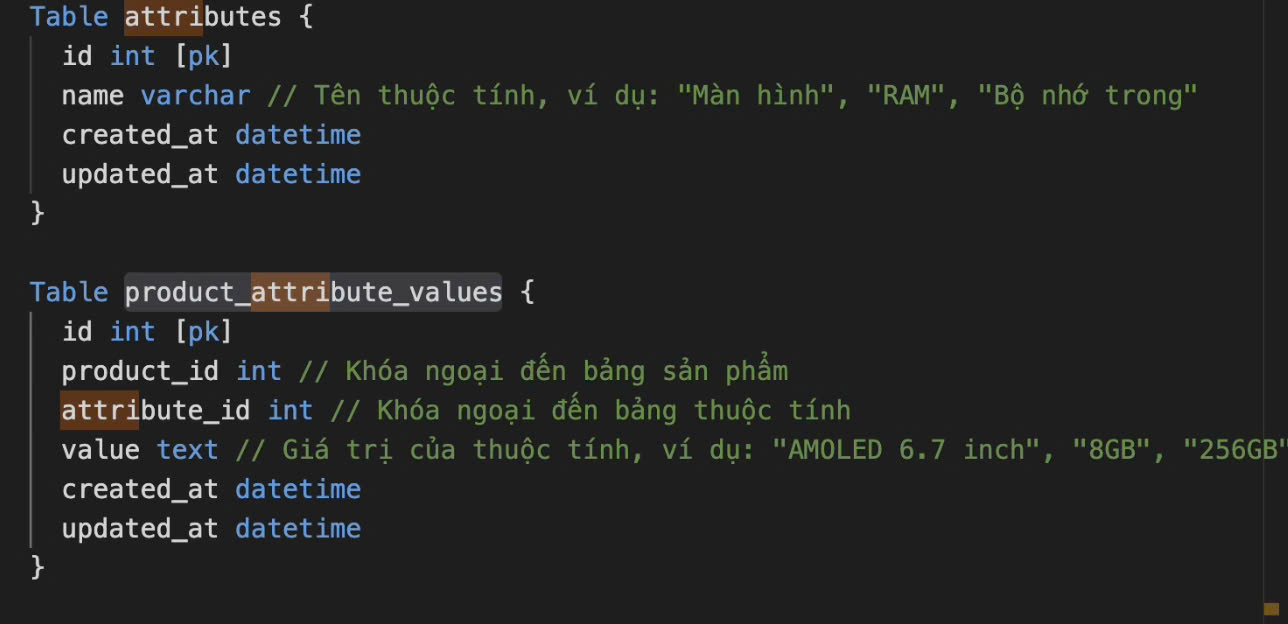 Table attributes {
id int [pk]
name varchar // Tên thuộc tính, ví dụ: "Màn hình", "RAM", "Bộ nhớ trong"
created_at datetime
updated_at datetime
}
Table product_attribute_values {
id int [pk]
product_id int // Khóa ngoại đến bảng sản phẩm
attribute_id int // Khóa ngoại đến bảng thuộc tính
value text // Giá trị của thuộc tính, ví dụ: "AMOLED 6.7 inch", "8GB", "256GB"
created_at datetime
updated_at datetime
}